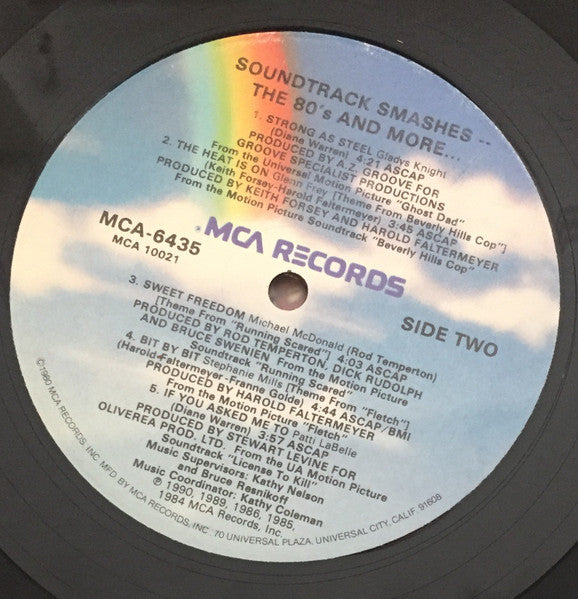 SOUNDTRACK SMASHES --
THE 80's AND MORE...
1. STRONG AS STEEL Gladys Knight
(Diane Warren) 4:21 ASCAP
PRODUCED BY A.Z. GROOVE FOR
GROOVE SPECIALIST PRODUCTIONS
From the Universal Motion Picture "Ghost Dad"
2. THE HEAT IS ON Glenn Frey [Theme From Beverly Hills Cop"]
(Keith Forsey-Harold Faltermeyer) 3:45 ASCAP
PRODUCED BY KEITH FORSEY AND HAROLD FALTERMEYER
From the Motion Picture Soundtrack "Beverly Hills Cop"
MCA-6435
MCA 10021
MCA RECORDS
SIDE TWO
3. SWEET FREEDOM Michael McDonald (Rod Temperton)
[Theme From "Running Scared"] 4:03 ASCAP
PRODUCED BY ROD TEMPERTON, DICK RUDOLPH
AND BRUCE SWENIEN From the Motion Picture
Soundtrack "Running Scared"
4. BIT BY BIT Stephanie Mills [Theme From "Fletch"]
(Harold Faltermeyer-Franne Golde) 4:44 ASCAP/BMI
PRODUCED BY HAROLD FALTERMEYER
From the Motion Picture "Fletch"
5. IF YOU ASKED ME TO Patti LaBelle
(Diane Warren) 3:57 ASCAP
PRODUCED BY STEWART LEVINE FOR
OLIVEREA PROD. LTD. From the UA Motion Picture
Soundtrack "License To Kill"
Music Supervisors: Kathy Nelson
and Bruce Resnikoff
Music Coordinator: Kathy Coleman
℗ 1990, 1989, 1986, 1985,
1984 MCA Records, Inc.
©1990 MCA RECORDS, INC. MFD BY MCA RECORDS, INC. 70 UNIVERSAL PLAZA, UNIVERSAL CITY, CALIF. 91608